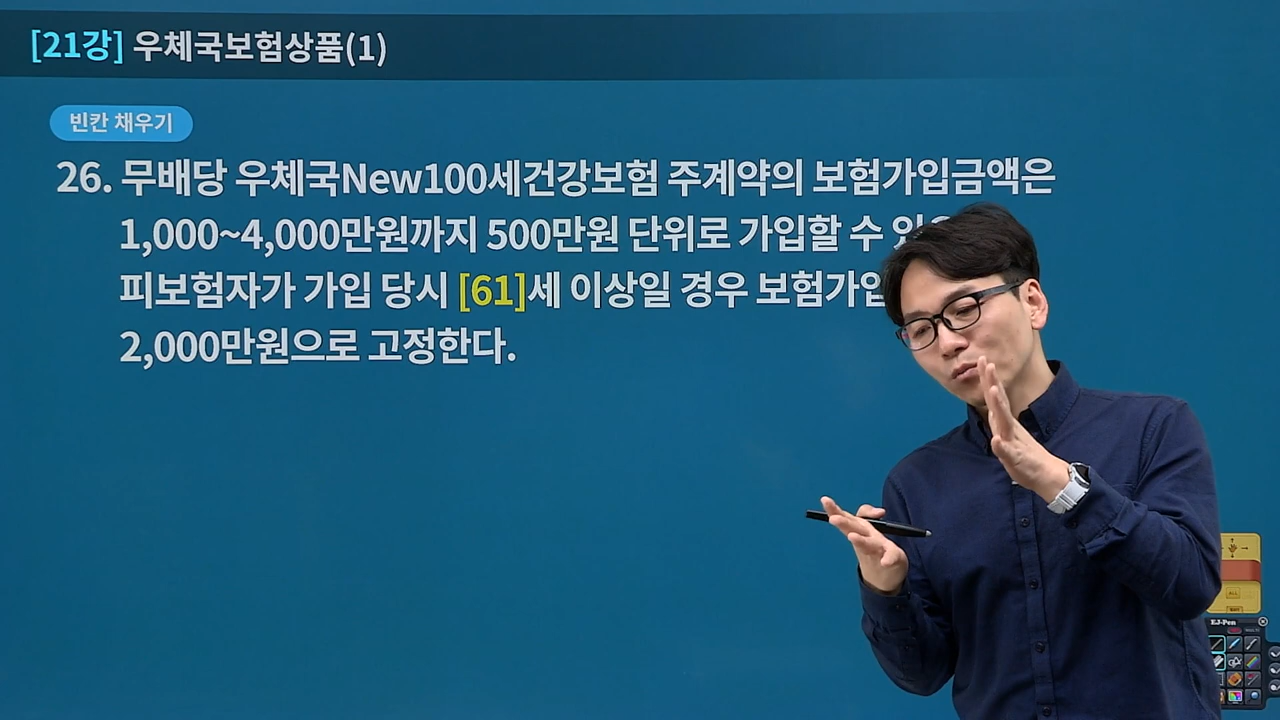 [21강] 우체국보험상품(1)
빈칸 채우기
26. 무배당 우체국New100세건강보험 주계약의 보험가입금액은
1,000~4,000만원까지 500만원 단위로 가입할 수
피보험자가 가입 당시 [61]세 이상일 경우
2,000만원으로 고정한다.
ALL
EJ-Pen